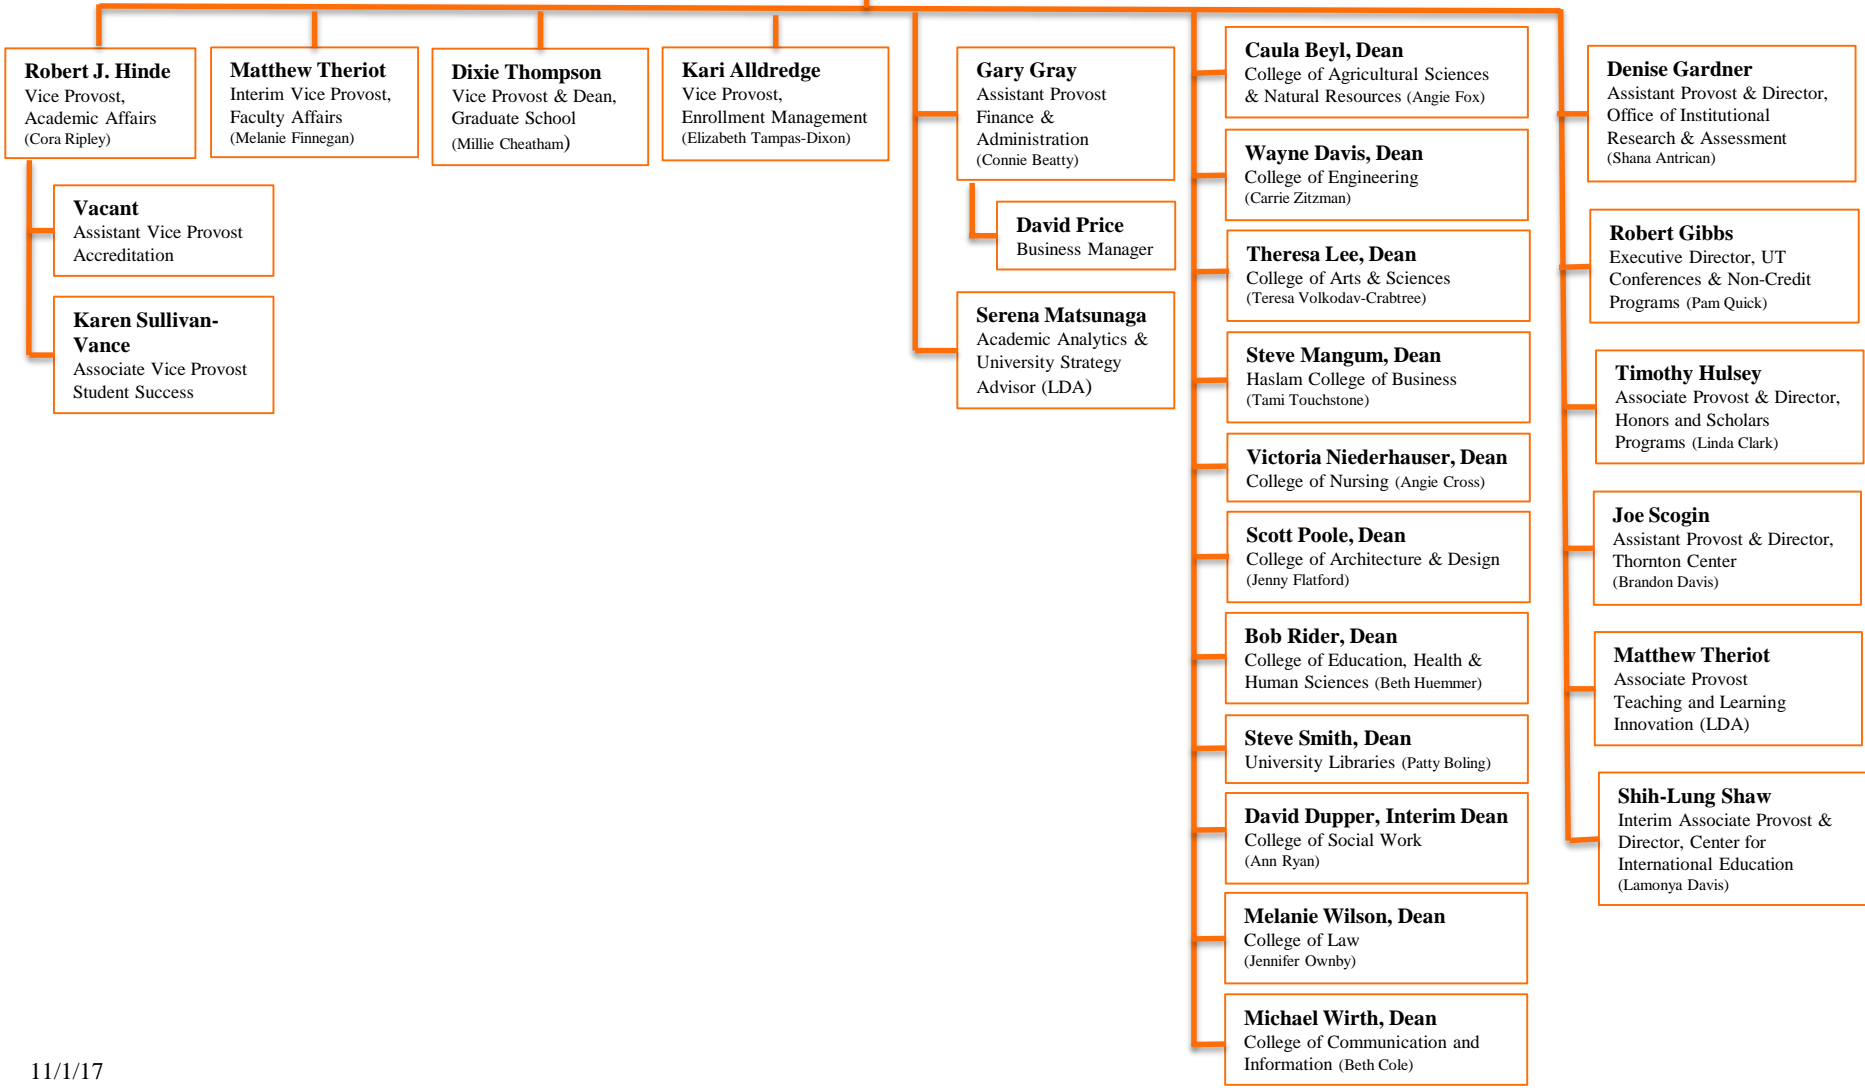 Robert J. Hinde
Vice Provost,
Academic Affairs
(Cora Ripley)
Vacant
Assistant Vice Provost
Accreditation
Karen Sullivan-
Vance
Associate Vice Provost
Student Success
Matthew Theriot
Interim Vice Provost,
Faculty Affairs
(Melanie Finnegan)
Dixie Thompson
Vice Provost & Dean,
Graduate School
(Millie Cheatham)
Kari Alldredge
Vice Provost,
Enrollment Management
(Elizabeth Tampas-Dixon)
Gary Gray
Assistant Provost
Finance &
Administration
(Connie Beatty)
David Price
Business Manager
Serena Matsunaga
Academic Analytics &
University Strategy
Advisor (LDA)
Caula Beyl, Dean
College of Agricultural Sciences
& Natural Resources (Angie Fox)
Wayne Davis, Dean
College of Engineering
(Carrie Zitzman)
Theresa Lee, Dean
College of Arts & Sciences
(Teresa Volkodav-Crabtree)
Steve Mangum, Dean
Haslam College of Business
(Tami Touchstone)
Victoria Niederhauser, Dean
College of Nursing (Angie Cross)
Scott Poole, Dean
College of Architecture & Design
(Jenny Flatford)
Bob Rider, Dean
College of Education, Health &
Human Sciences (Beth Huemmer)
Steve Smith, Dean
University Libraries (Patty Boling)
David Dupper, Interim Dean
College of Social Work
(Ann Ryan)
Melanie Wilson, Dean
College of Law
(Jennifer Ownby)
Michael Wirth, Dean
College of Communication and
Information (Beth Cole)
Denise Gardner
Assistant Provost & Director,
Office of Institutional
Research & Assessment
(Shana Antrican)
Robert Gibbs
Executive Director, UT
Conferences & Non-Credit
Programs (Pam Quick)
Timothy Hulsey
Associate Provost & Director,
Honors and Scholars
Programs (Linda Clark)
Joe Scogin
Assistant Provost & Director,
Thornton Center
(Brandon Davis)
Matthew Theriot
Associate Provost
Teaching and Learning
Innovation (LDA)
Shih-Lung Shaw
Interim Associate Provost &
Director, Center for
International Education
(Lamonya Davis)
11/1/17